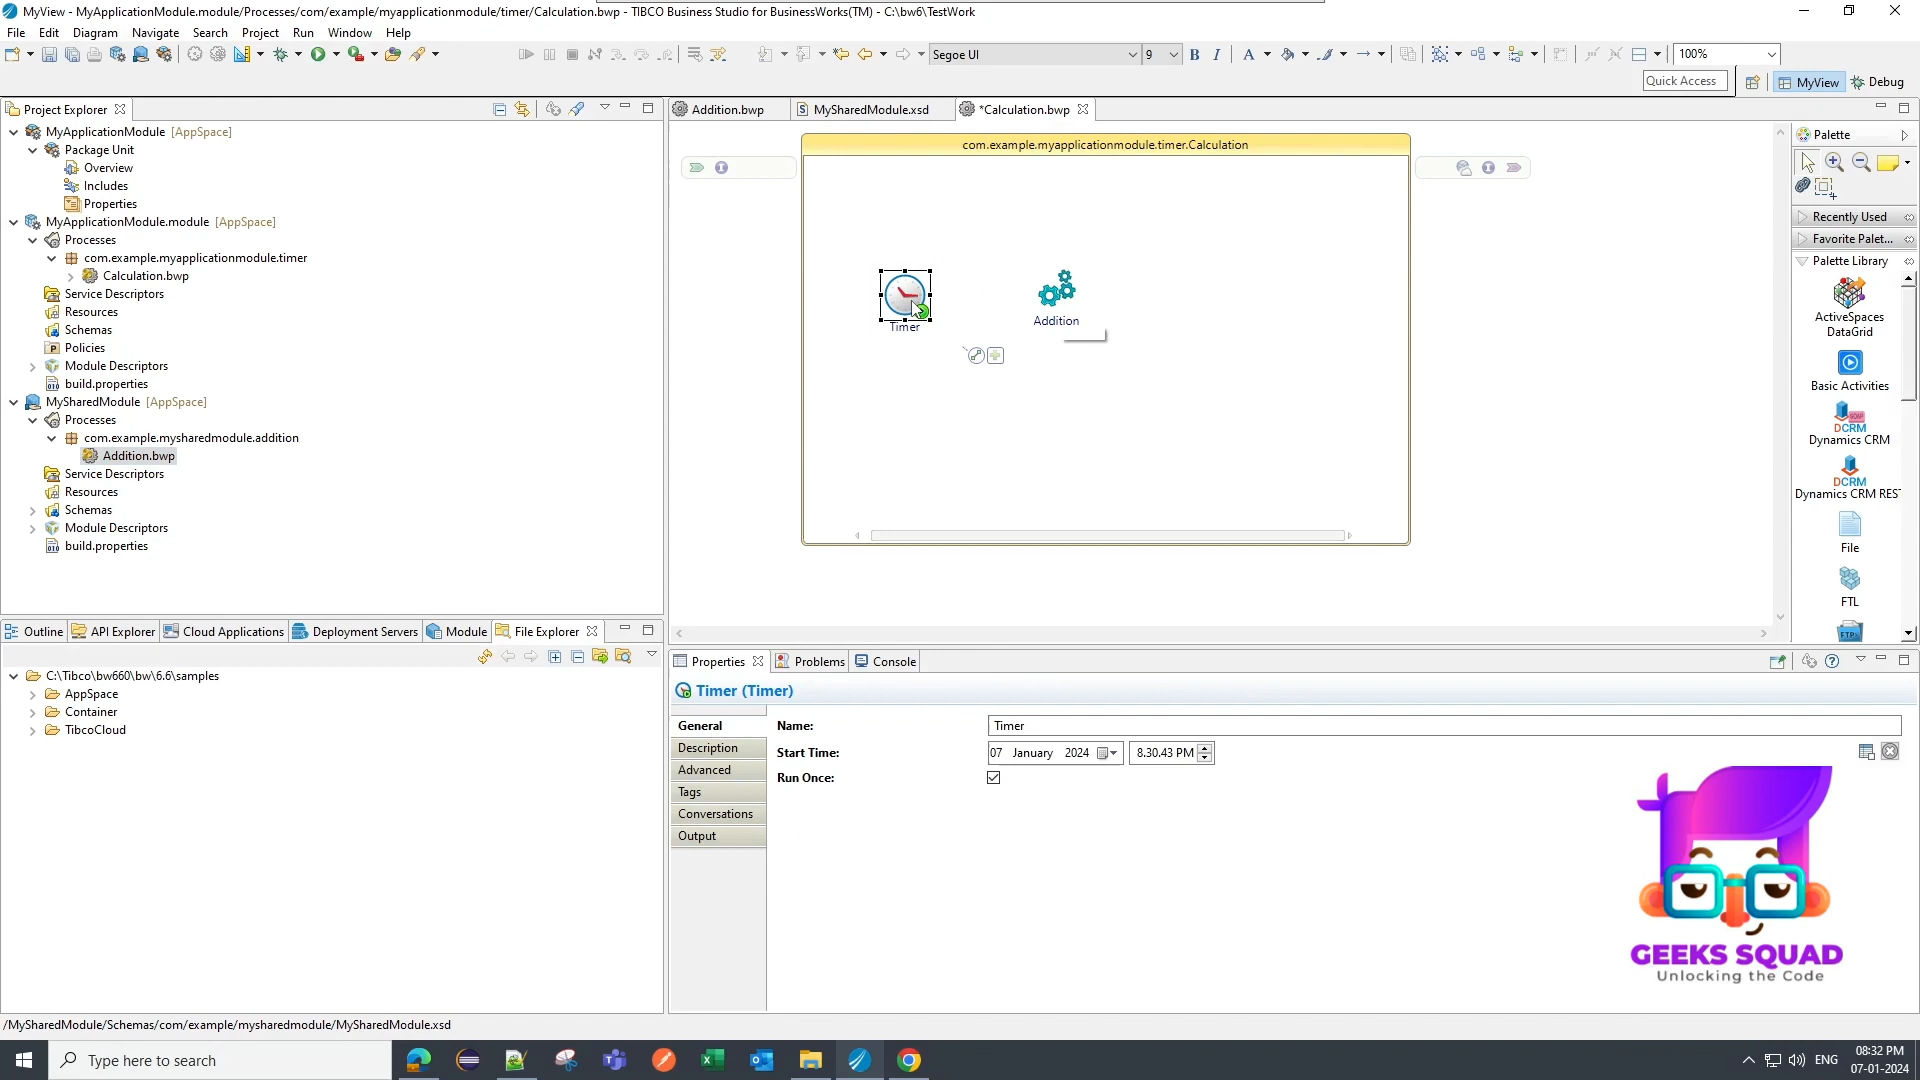 MyView - MyApplicationModule.module/Processes/com/example/myapplicationmodule/timer/Calculation.bwp - TIBCO Business Studio for BusinessWorks(TM) - C:\bw6\TestWork
File Edit Diagram Navigate Search Project Run Window Help
Segoe UI 9 B I A 100%
Quick Access MyView Debug
Project Explorer
MyApplicationModule [AppSpace]
Package Unit
Overview
Includes
Properties
MyApplicationModule.module [AppSpace]
Processes
com.example.myapplicationmodule.timer
Calculation.bwp
Service Descriptors
Resources
Schemas
Policies
Module Descriptors
build.properties
MySharedModule [AppSpace]
Processes
com.example.mysharedmodule.addition
Addition.bwp
Service Descriptors
Resources
Schemas
Module Descriptors
build.properties
Addition.bwp MySharedModule.xsd *Calculation.bwp
com.example.myapplicationmodule.timer.Calculation
Timer
Addition
Palette
Recently Used
Favorite Palet...
Palette Library
ActiveSpaces
DataGrid
Basic Activities
DCRM
Dynamics CRM
DCRM
Dynamics CRM RES
File
FTL
FTP
Outline API Explorer Cloud Applications Deployment Servers Module File Explorer
C:\Tibco\bw660\bw\6.6\samples
AppSpace
Container
TibcoCloud
Properties Problems Console
Timer (Timer)
General
Description
Advanced
Tags
Conversations
Output
Name: Timer
Start Time: 07 January 2024 8.30.43 PM
Run Once:
GEEKS SQUAD
Unlocking the Code
/MySharedModule/Schemas/com/example/mysharedmodule/MySharedModule.xsd
Type here to search
ENG
08:32 PM
07-01-2024